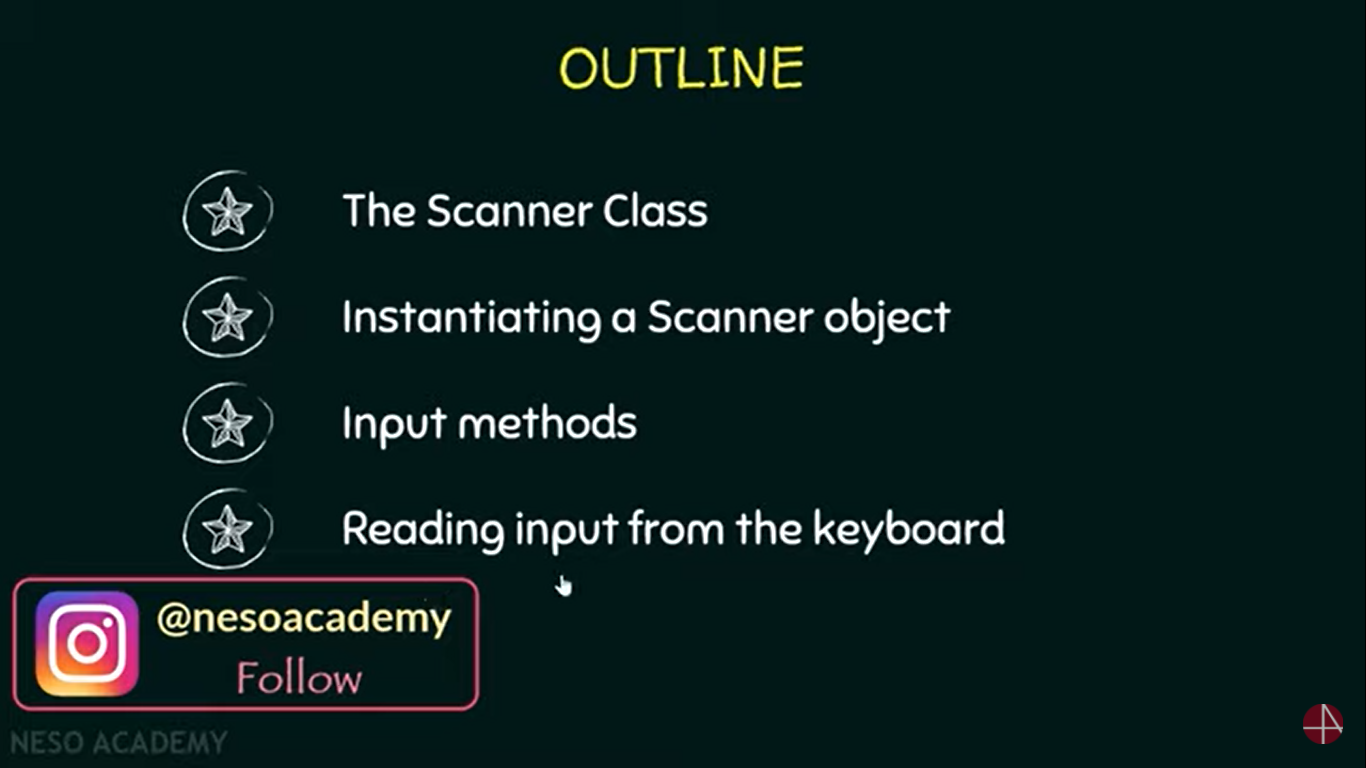 OUTLINE
The Scanner Class
Instantiating a Scanner object
Input methods
Reading input from the keyboard
@nesoacademy
Follow
NESO ACADEMY